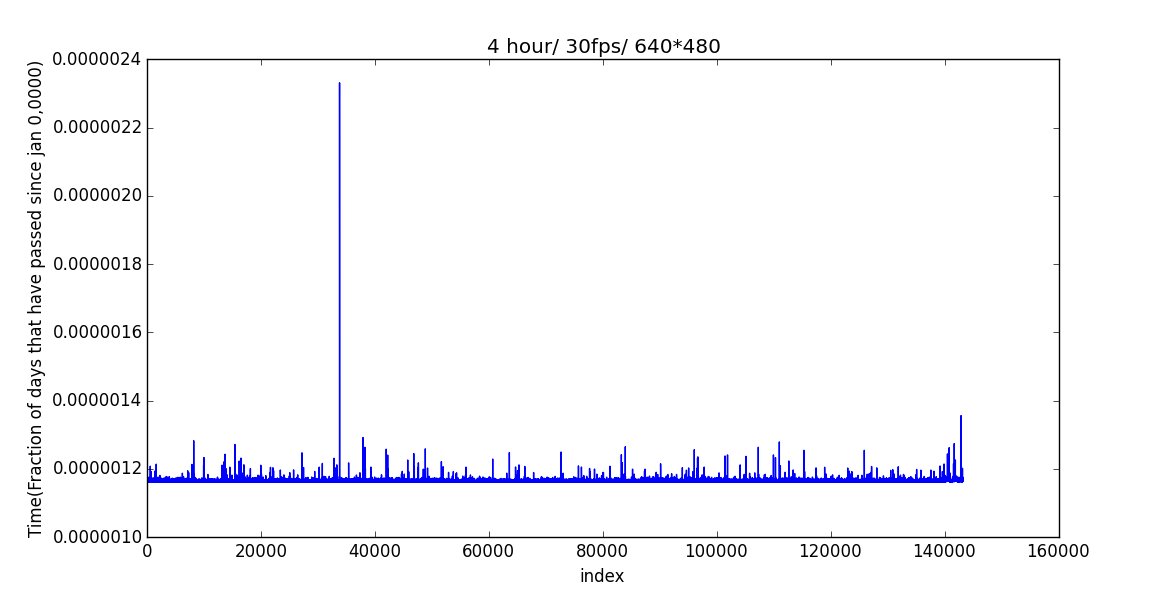 4 hour/ 30fps/ 640*480
Time(Fraction of days that have passed since jan 0,0000)
0.0000024
0.0000022
0.0000020
0.0000018
0.0000016
0.0000014
0.0000012
0.0000010
0 20000 40000 60000 80000 100000 120000 140000 160000
index